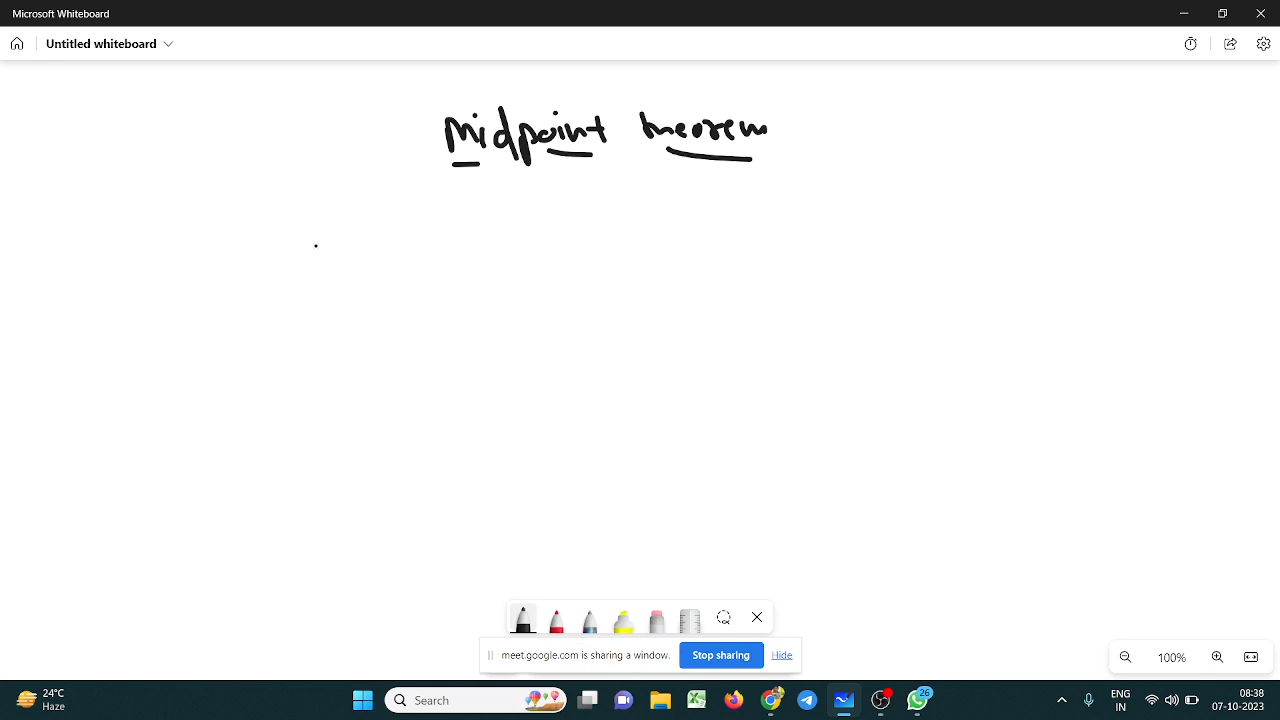 Microsoft Whiteboard
Untitled whiteboard
Midpoint theorem
meet.google.com is sharing a window. Stop sharing Hide
100%
24°C
Haze
Search
26
ENG
IN
08:38
07-10-2023